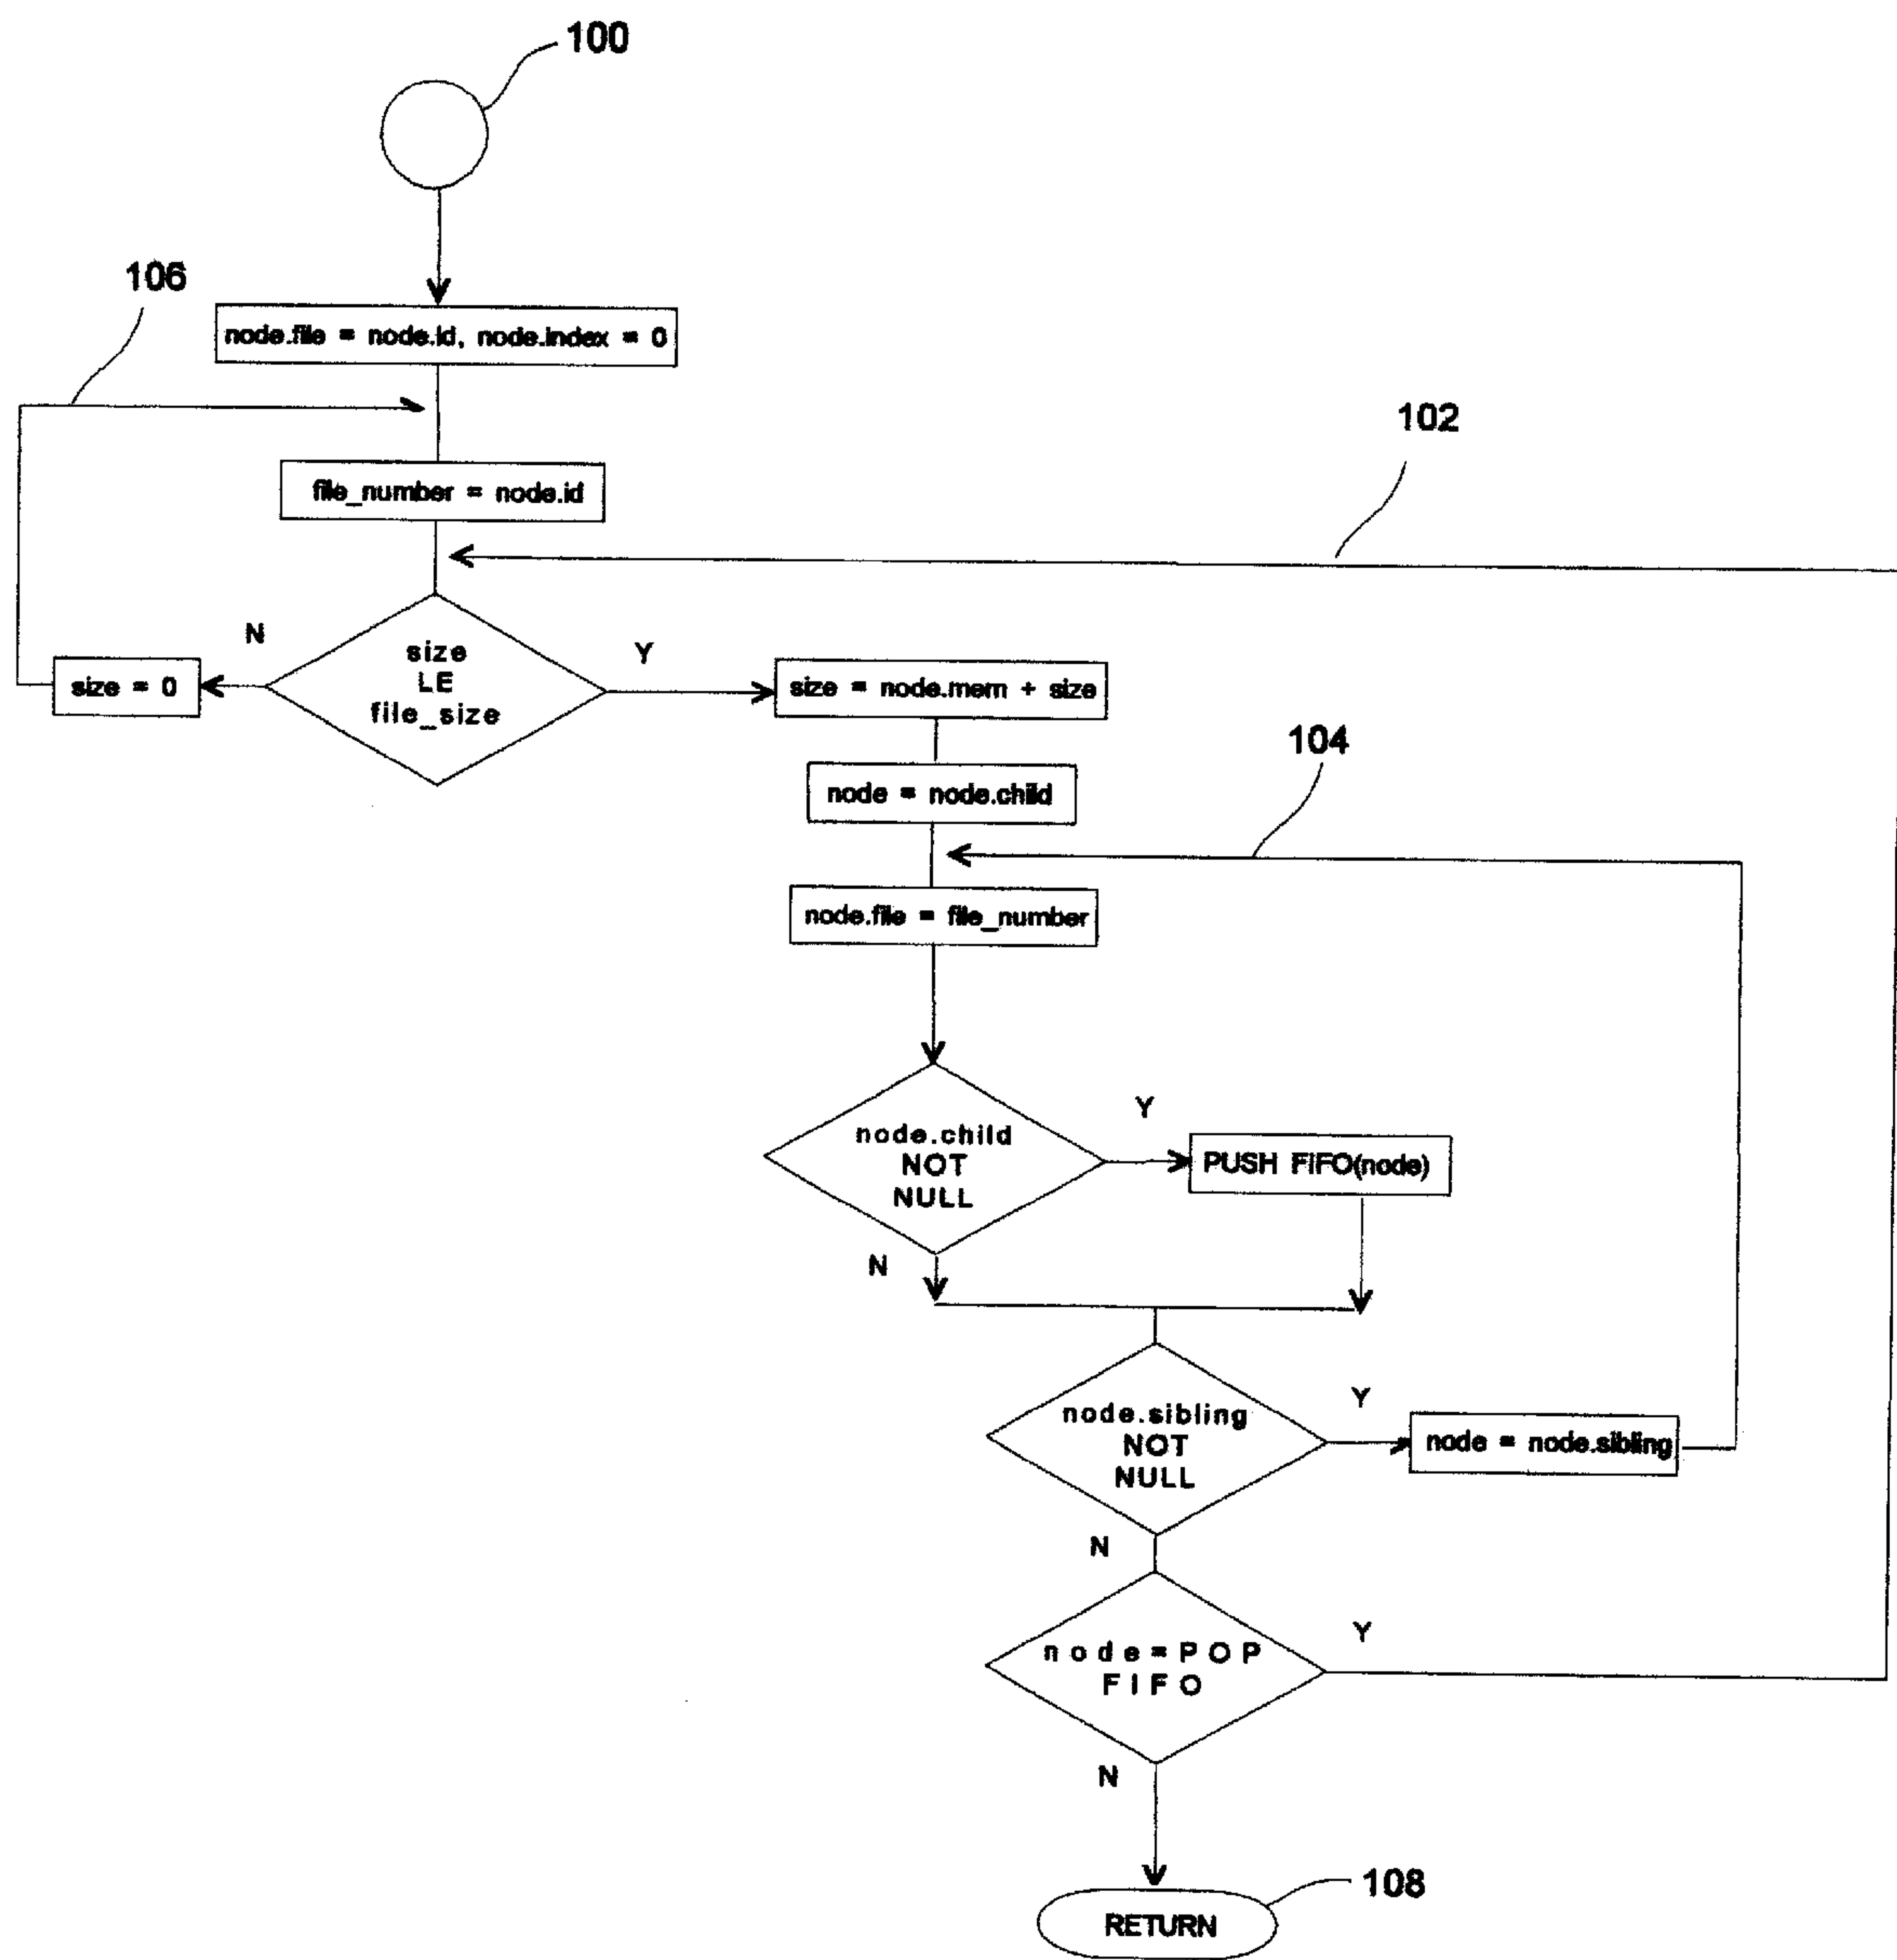 100
106
node.file = node.id, node.index = 0
102
file_number = node.id
N
size
LE
file_size
Y
size = 0
size = node.mem + size
104
node = node.child
node.file = file_number
node.child
NOT
NULL
Y
PUSH FIFO(node)
N
node.sibling
NOT
NULL
Y
node = node.sibling
N
node=POP
FIFO
Y
N
108
RETURN